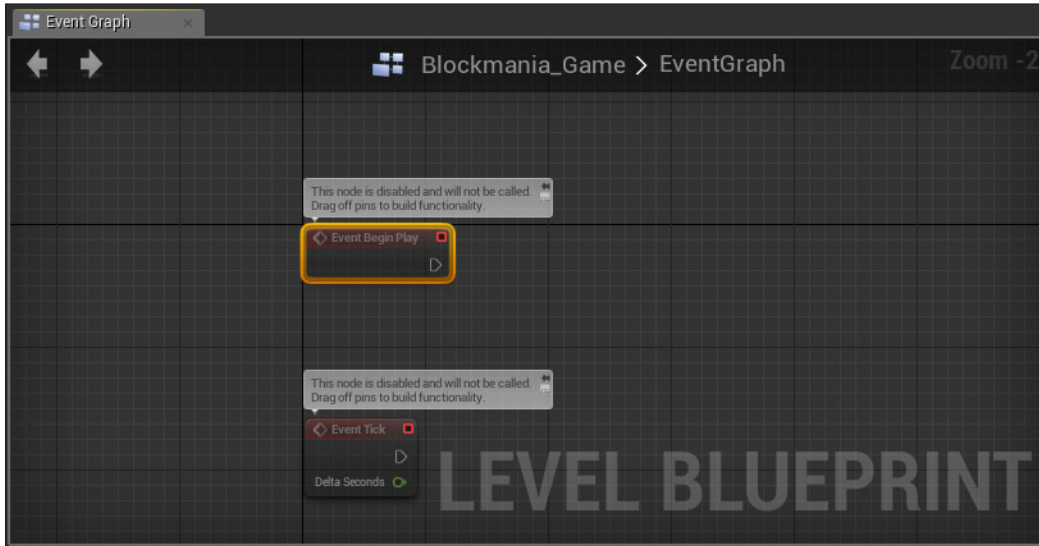 Event Graph
Blockmania_Game > EventGraph
Zoom -2
This node is disabled and will not be called.
Drag off pins to build functionality.
Event Begin Play
This node is disabled and will not be called.
Drag off pins to build functionality.
Event Tick
Delta Seconds
LEVEL BLUEPRINT